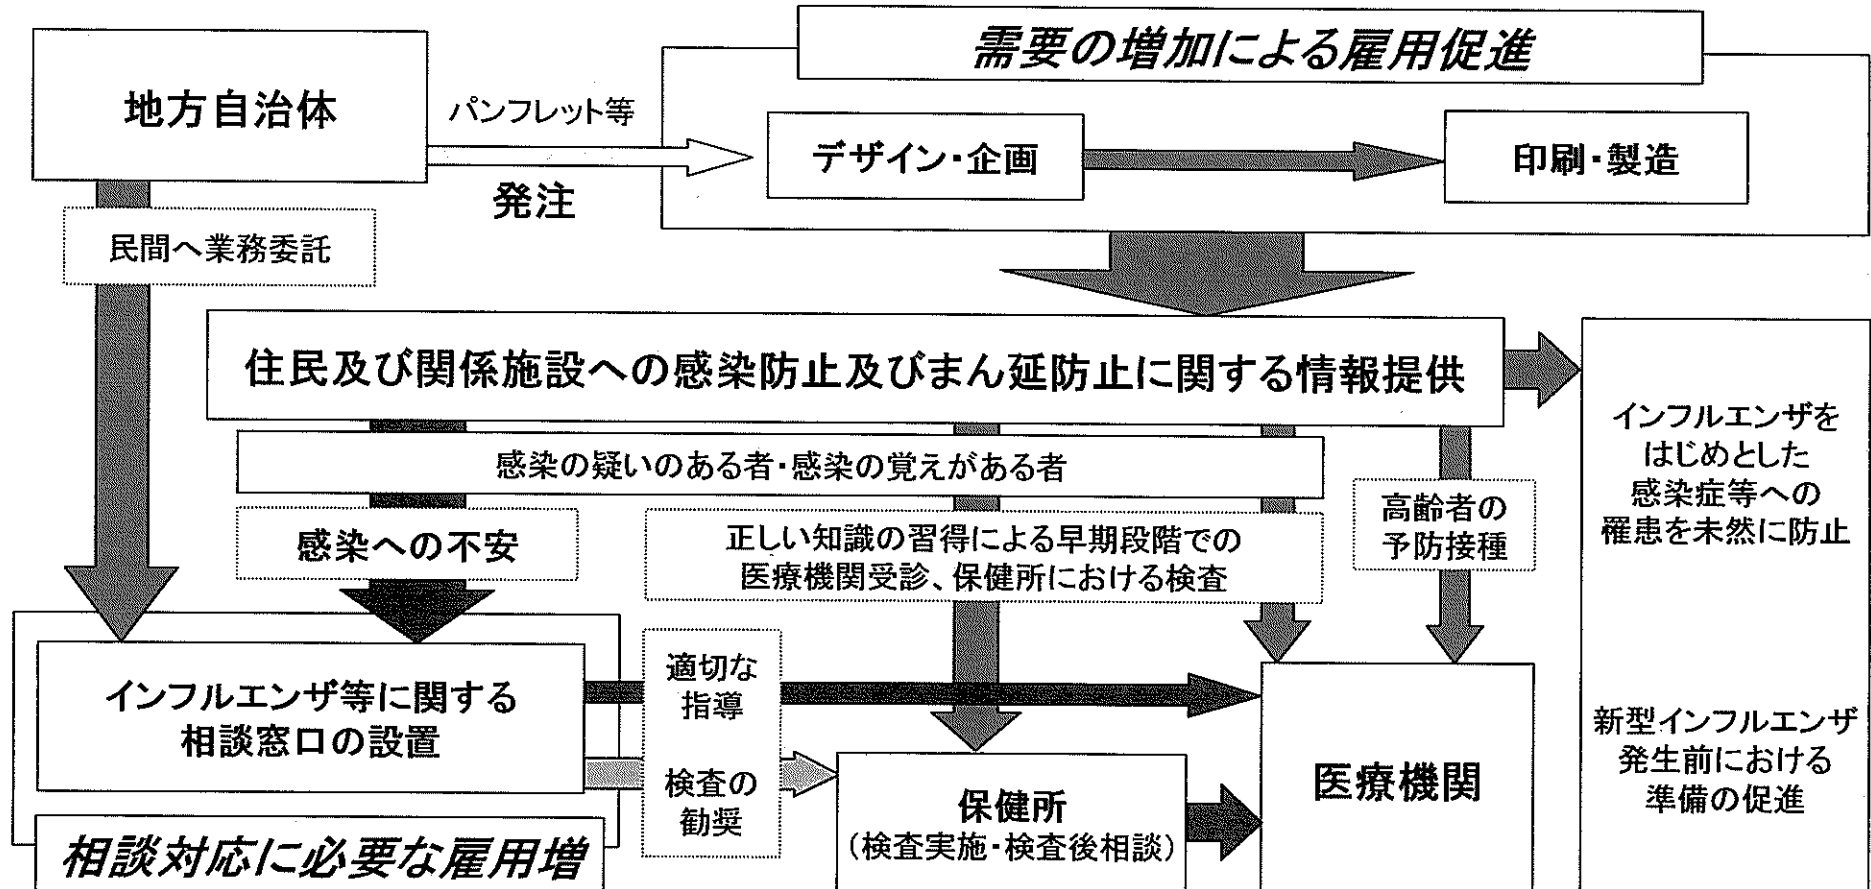 需要の増加による雇用促進
地方自治体
パンフレット等
発注
デザイン・企画
印刷・製造
民間へ業務委託
住民及び関係施設への感染防止及びまん延防止に関する情報提供
感染の疑いのある者・感染の覚えがある者
感染への不安
正しい知識の習得による早期段階での
医療機関受診、保健所における検査
高齢者の
予防接種
インフルエンザを
はじめとした
感染症等への
罹患を未然に防止
新型インフルエンザ
発生前における
準備の促進
インフルエンザ等に関する
相談窓口の設置
適切な
指導
検査の
勧奨
保健所
(検査実施・検査後相談)
医療機関
相談対応に必要な雇用増